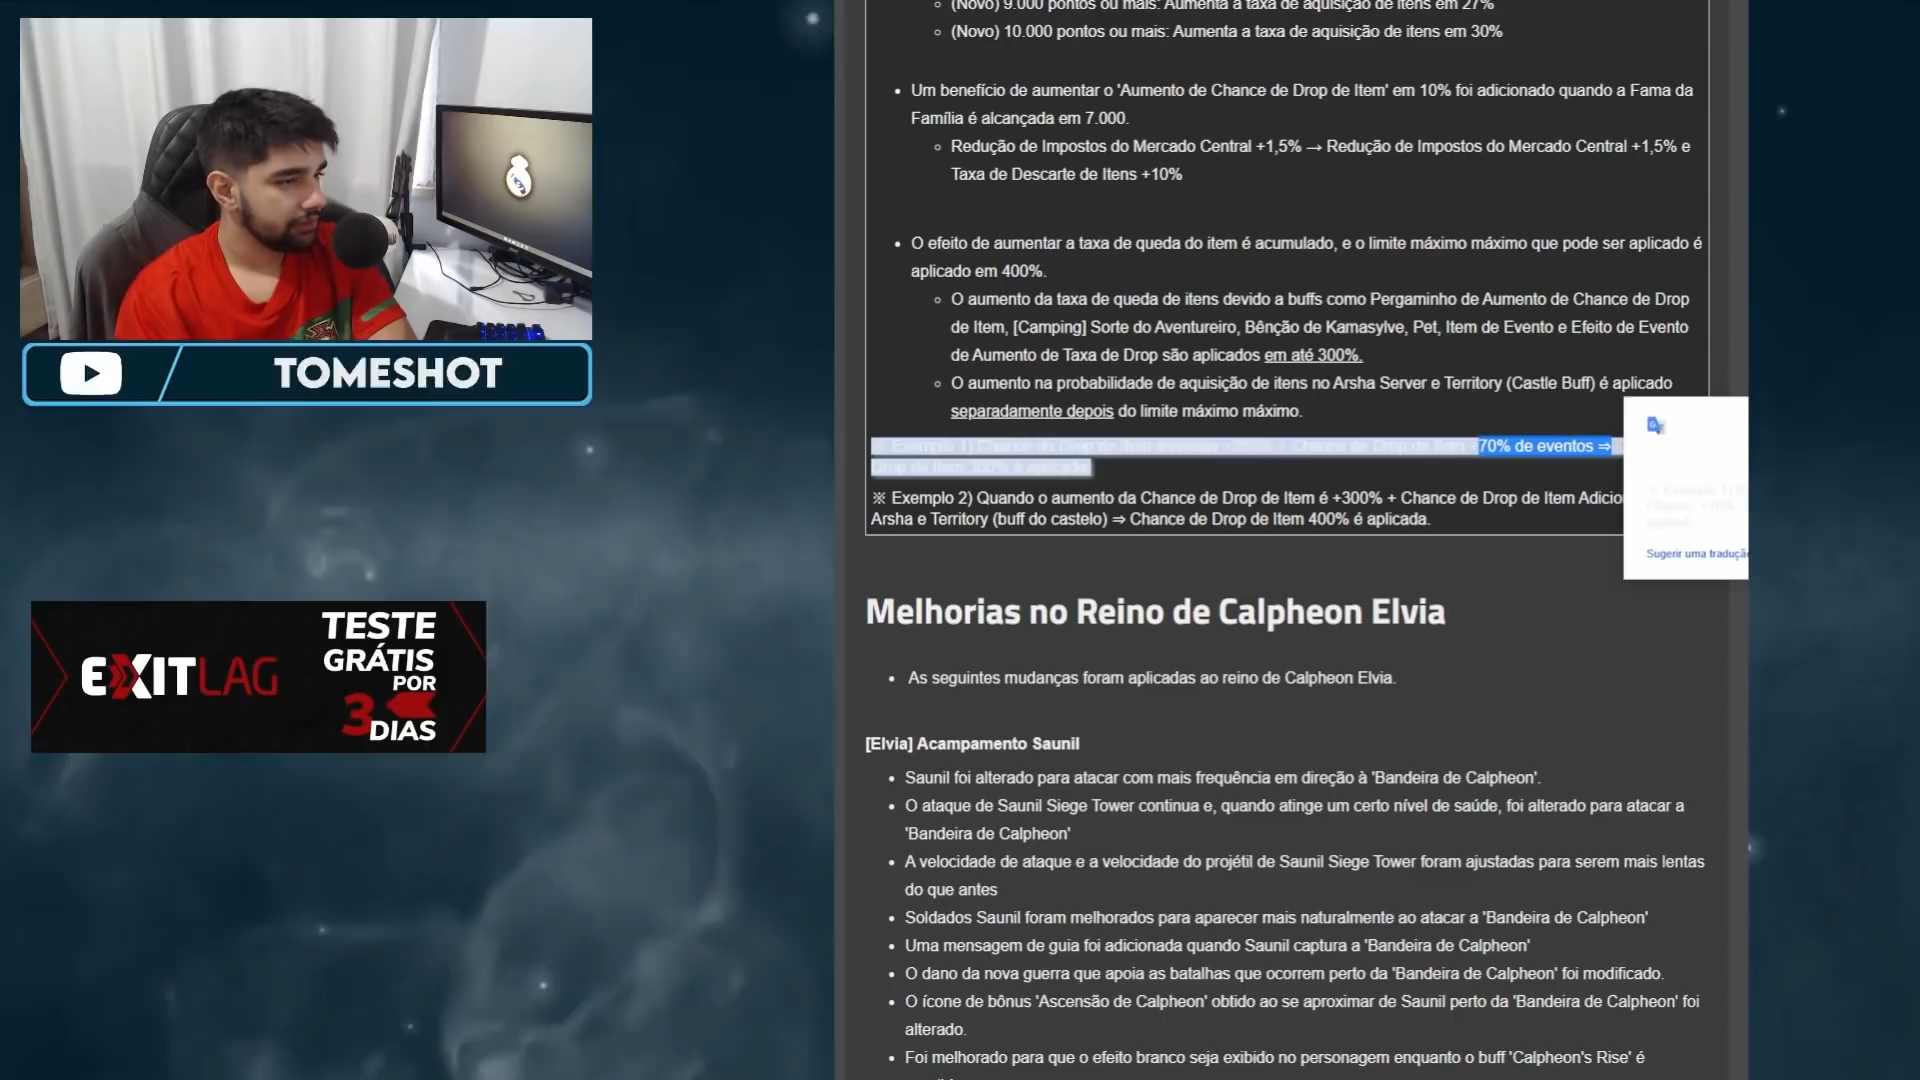 (Novo) 9.000 pontos ou mais: Aumenta a taxa de aquisição de itens em 27%
(Novo) 10.000 pontos ou mais: Aumenta a taxa de aquisição de itens em 30%
Um benefício de aumentar o 'Aumento de Chance de Drop de Item' em 10% foi adicionado quando a Fama da
Família é alcançada em 7.000.
Redução de Impostos do Mercado Central +1,5% → Redução de Impostos do Mercado Central +1,5% e
Taxa de Descarte de Itens +10%
O efeito de aumentar a taxa de queda do item é acumulado, e o limite máximo máximo que pode ser aplicado é
aplicado em 400%.
O aumento da taxa de queda de itens devido a buffs como Pergaminho de Aumento de Chance de Drop
de Item, [Camping] Sorte do Aventureiro, Bênção de Kamasylve, Pet, Item de Evento e Efeito de Evento
de Aumento de Taxa de Drop são aplicados em até 300%.
O aumento na probabilidade de aquisição de itens no Arsha Server e Territory (Castle Buff) é aplicado
separadamente depois do limite máximo máximo.
70% de eventos ⇒
※ Exemplo 2) Quando o aumento da Chance de Drop de Item é +300% + Chance de Drop de Item Adicio
Arsha e Territory (buff do castelo) ⇒ Chance de Drop de Item 400% é aplicada.
Sugerir uma traduçã
Melhorias no Reino de Calpheon Elvia
As seguintes mudanças foram aplicadas ao reino de Calpheon Elvia.
[Elvia] Acampamento Saunil
Saunil foi alterado para atacar com mais frequência em direção à 'Bandeira de Calpheon'.
O ataque de Saunil Siege Tower continua e, quando atinge um certo nível de saúde, foi alterado para atacar a
'Bandeira de Calpheon'
A velocidade de ataque e a velocidade do projétil de Saunil Siege Tower foram ajustadas para serem mais lentas
do que antes
Soldados Saunil foram melhorados para aparecer mais naturalmente ao atacar a 'Bandeira de Calpheon'
Uma mensagem de guia foi adicionada quando Saunil captura a 'Bandeira de Calpheon'
O dano da nova guerra que apoia as batalhas que ocorrem perto da 'Bandeira de Calpheon' foi modificado.
O ícone de bônus 'Ascensão de Calpheon' obtido ao se aproximar de Saunil perto da 'Bandeira de Calpheon' foi
alterado.
Foi melhorado para que o efeito branco seja exibido no personagem enquanto o buff 'Calpheon's Rise' é
TOMESHOT
EXITLAG
TESTE
GRÁTIS
POR
3
DIAS